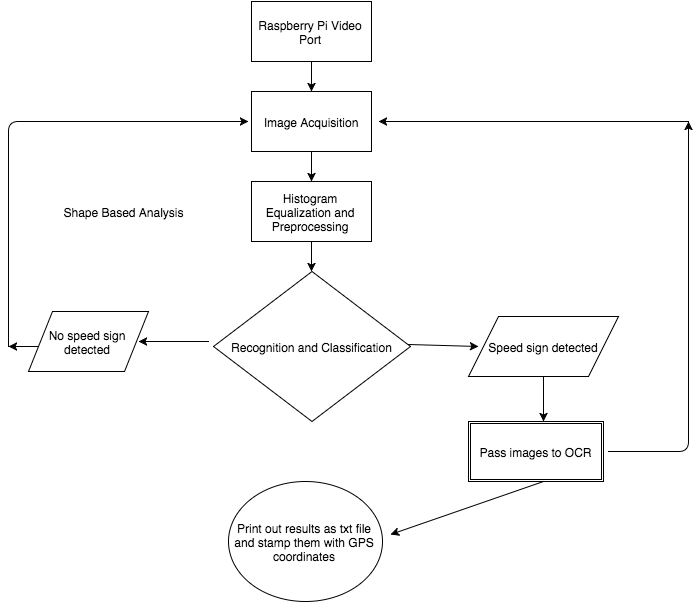 Raspberry Pi Video
Port
Image Acquisition
Histogram
Equalization and
Preprocessing
Shape Based Analysis
No speed sign
detected
Recognition and Classification
Speed sign detected
Pass images to OCR
Print out results as txt file
and stamp them with GPS
coordinates